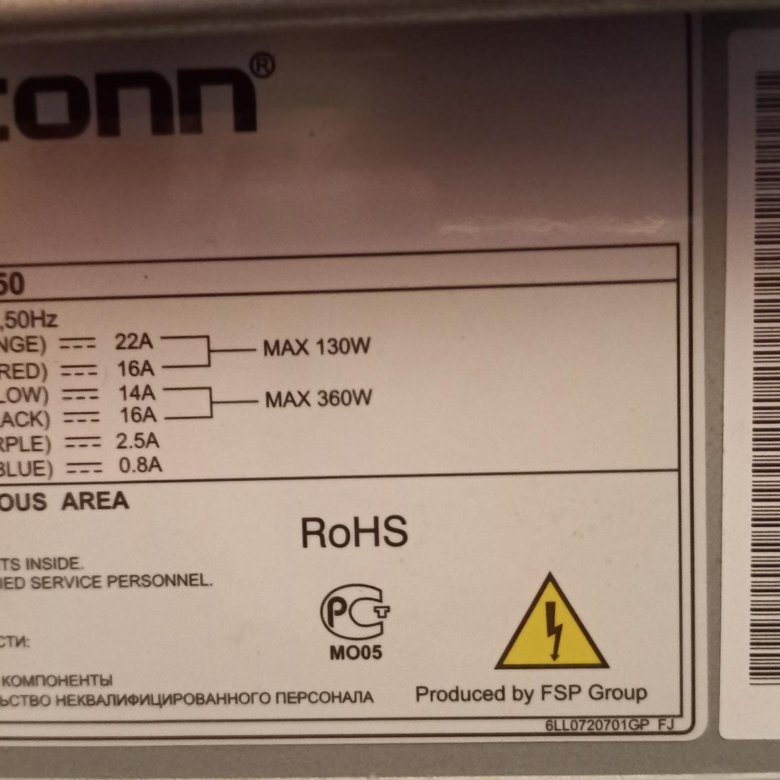 conn®
50
,50Hz
NGE) 22A MAX 130W
RED) 16A
LOW) 14A MAX 360W
ACK) 16A
RPLE) 2.5A
BLUE) 0.8A
OUS AREA
RoHS
TS INSIDE.
IED SERVICE PERSONNEL.
РСТ
MO05
СТИ:
КОМПОНЕНТЫ
ЬСТВО НЕКВАЛИФИЦИРОВАННОГО ПЕРСОНАЛА
Produced by FSP Group
6LL0720701GP FJ